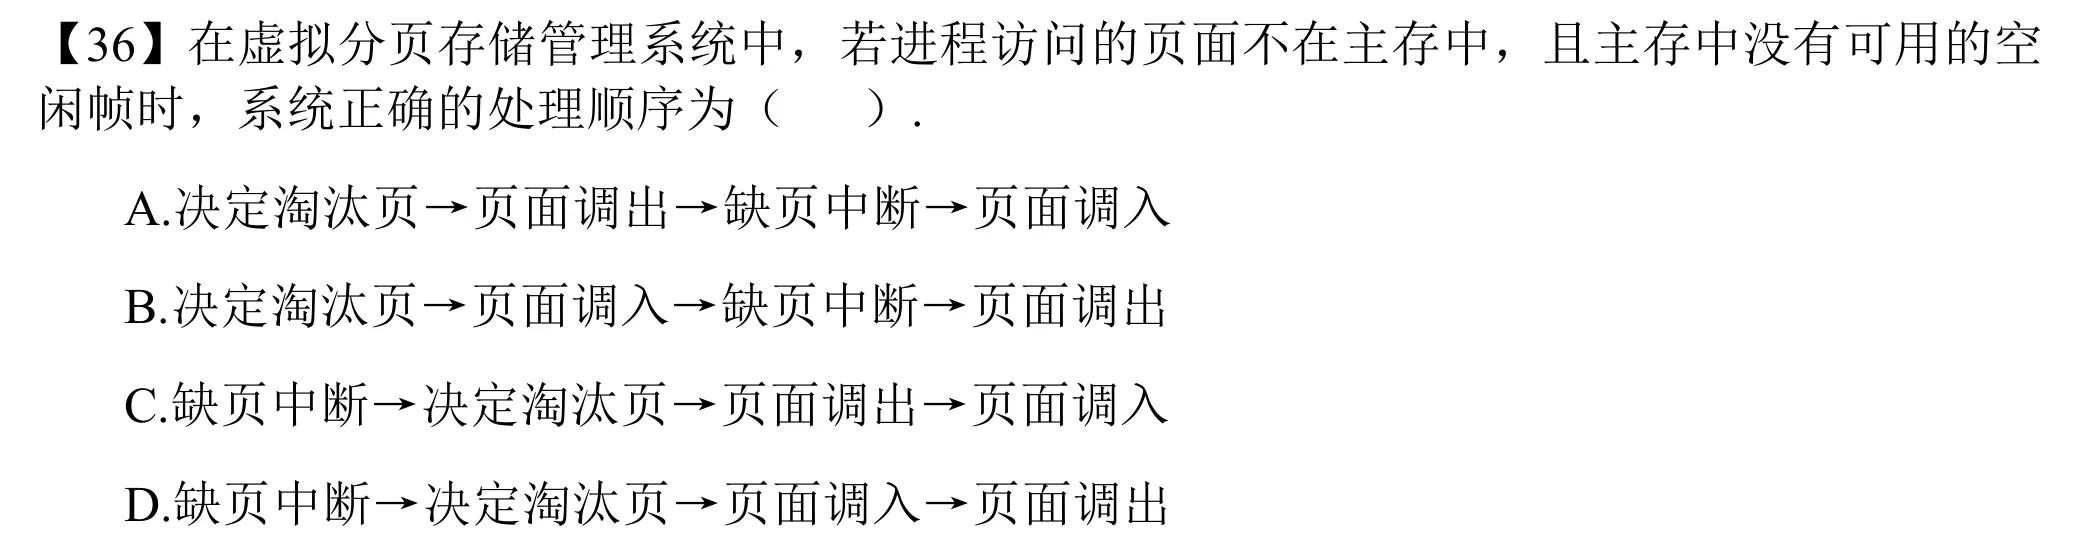 【36】在虚拟分页存储管理系统中，若进程访问的页面不在主存中，且主存中没有可用的空
闲帧时，系统正确的处理顺序为（    ）.
A.决定淘汰页→页面调出→缺页中断→页面调入
B.决定淘汰页→页面调入→缺页中断→页面调出
C.缺页中断→决定淘汰页→页面调出→页面调入
D.缺页中断→决定淘汰页→页面调入→页面调出